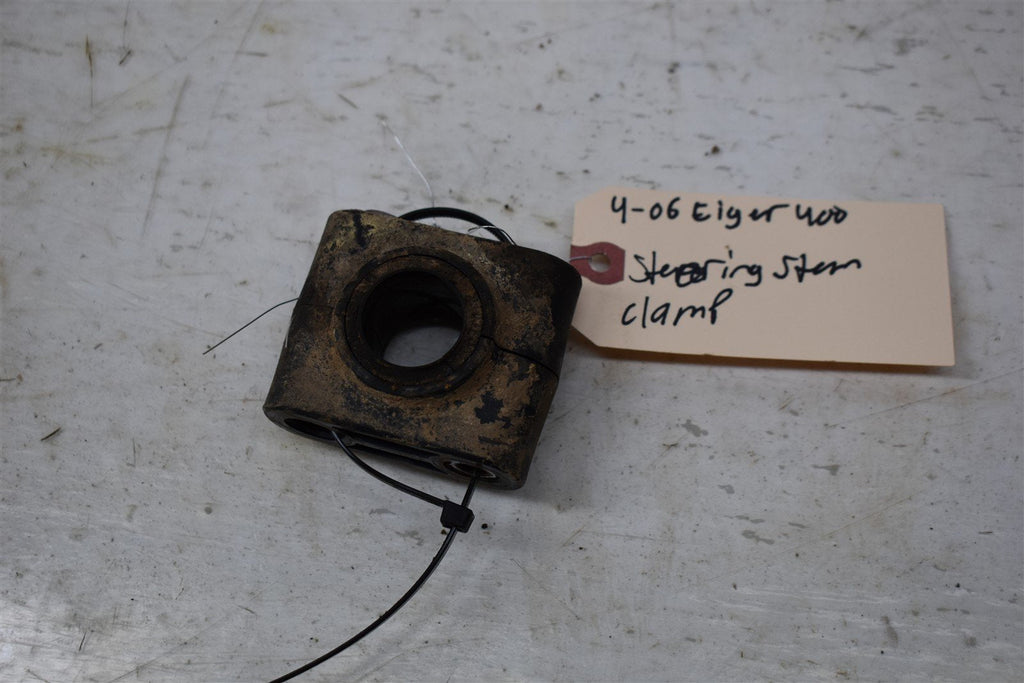 4-06 Eiger 400
Steering Stem
clamp